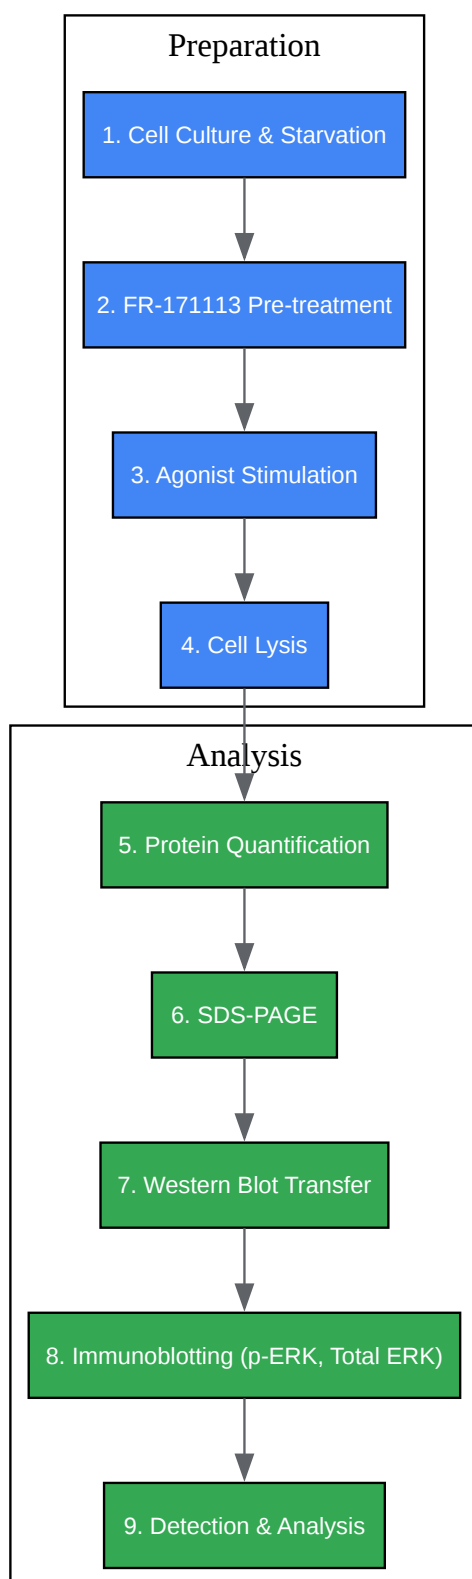 Preparation
1. Cell Culture & Starvation
2. FR-171113 Pre-treatment
3. Agonist Stimulation
4. Cell Lysis
Analysis
5. Protein Quantification
6. SDS-PAGE
7. Western Blot Transfer
8. Immunoblotting (p-ERK, Total ERK)
9. Detection & Analysis